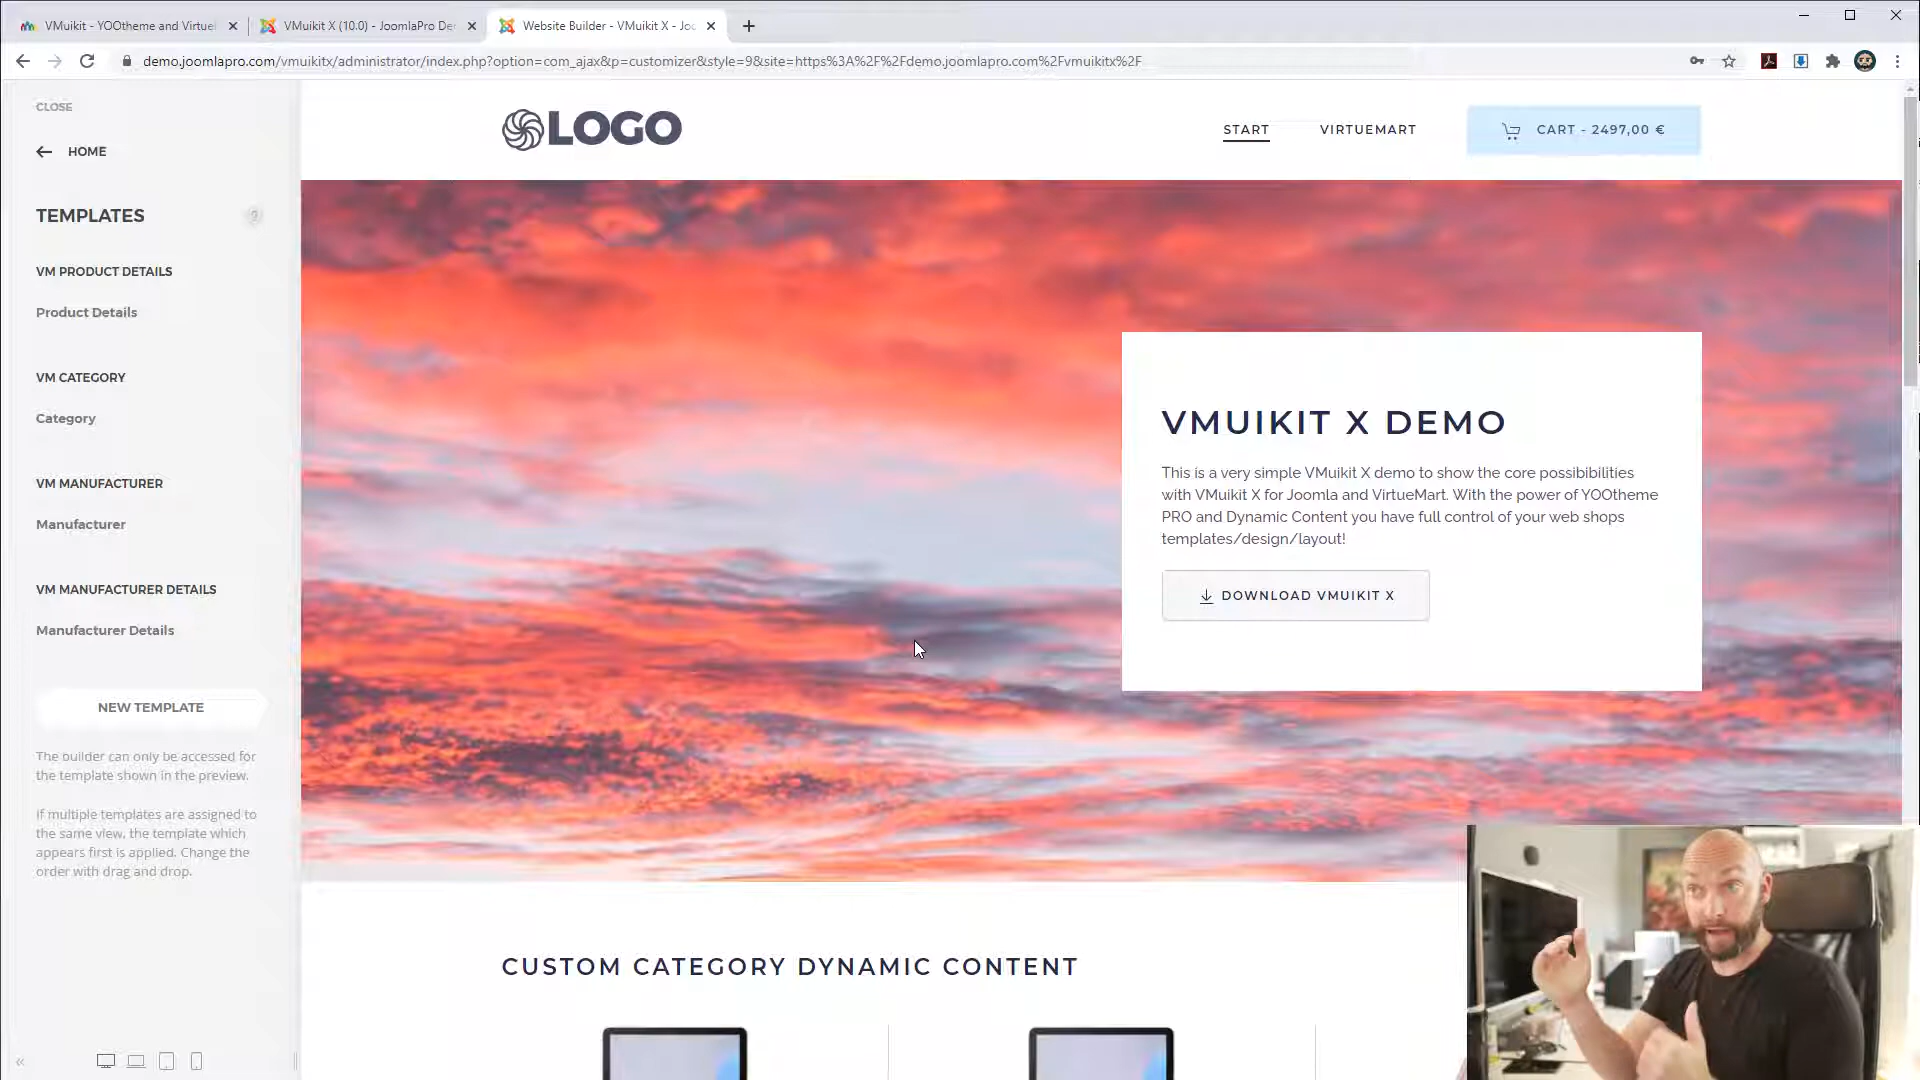 VMuikit - YOOtheme and Virtue
VMuikit X (10.0) - JoomlaPro De
Website Builder - VMuikit X - Joo
demo.joomlapro.com/vmuikitx/administrator/index.php?option=com_ajax&p=customizer&style=9&site=https%3A%2F%2Fdemo.joomlapro.com%2Fvmuikitx%2F
CLOSE
HOME
TEMPLATES
?
VM PRODUCT DETAILS
Product Details
VM CATEGORY
Category
VM MANUFACTURER
Manufacturer
VM MANUFACTURER DETAILS
Manufacturer Details
NEW TEMPLATE
The builder can only be accessed for
the template shown in the preview.
If multiple templates are assigned to
the same view, the template which
appears first is applied. Change the
order with drag and drop.
LOGO
START
VIRTUEMART
CART - 2497,00 €
VMUIKIT X DEMO
This is a very simple VMuikit X demo to show the core possibibilities
with VMuikit X for Joomla and VirtueMart. With the power of YOOtheme
PRO and Dynamic Content you have full control of your web shops
templates/design/layout!
DOWNLOAD VMUIKIT X
CUSTOM CATEGORY DYNAMIC CONTENT